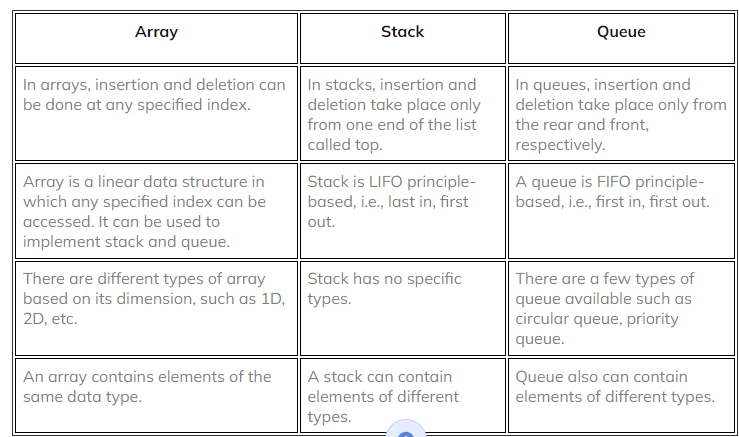 Array
Stack
Queue
In arrays, insertion and deletion can
be done at any specified index.
In stacks, insertion and
deletion take place only
from one end of the list
called top.
In queues, insertion and
deletion take place only from
the rear and front,
respectively.
Array is a linear data structure in
which any specified index can be
accessed. It can be used to
implement stack and queue.
Stack is LIFO principle-
based, i.e., last in, first
out.
A queue is FIFO principle-
based, i.e., first in, first out.
There are different types of array
based on its dimension, such as 1D,
2D, etc.
Stack has no specific
types.
There are a few types of
queue available such as
circular queue, priority
queue.
An array contains elements of the
same data type.
A stack can contain
elements of different
types.
Queue also can contain
elements of different types.